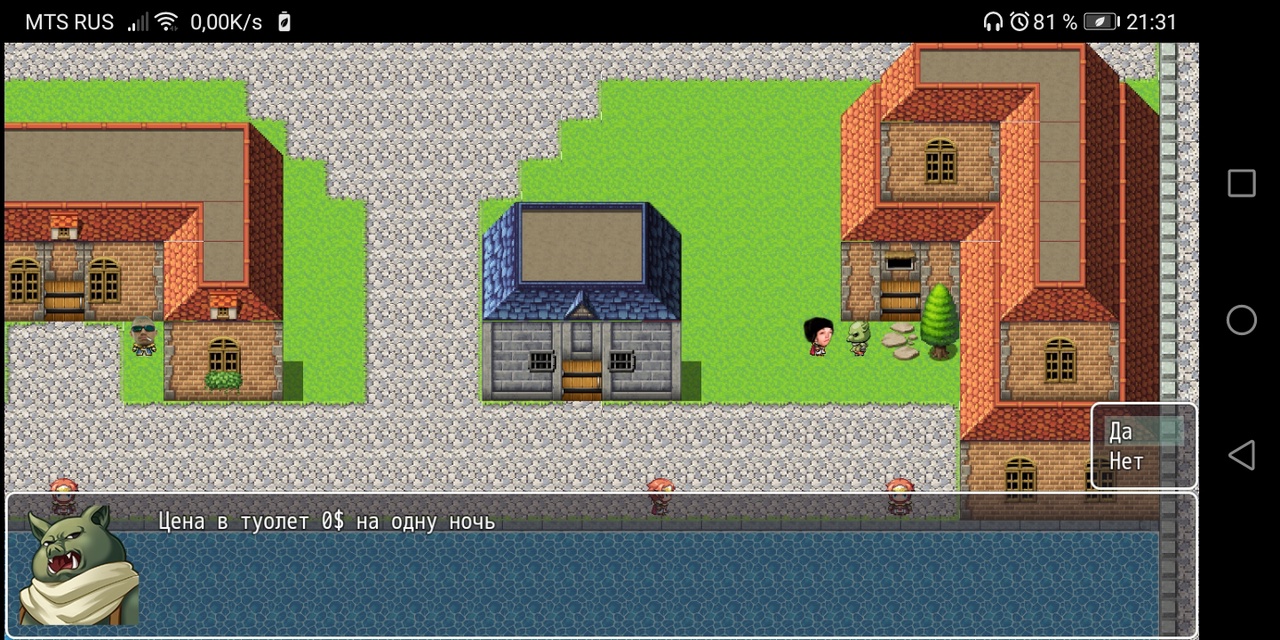 MTS RUS 0,00K/s 81 % 21:31
Да
Нет
Цена в туолет 0$ на одну ночь